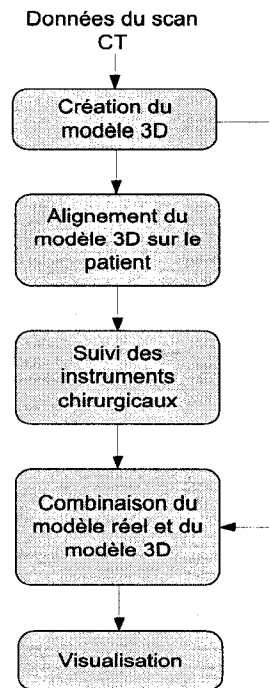 Données du scan
CT
Création du
modèle 3D
Alignement du
modèle 3D sur le
patient
Suivi des
instruments
chirurgicaux
Combinaison du
modèle réel et du
modèle 3D
Visualisation